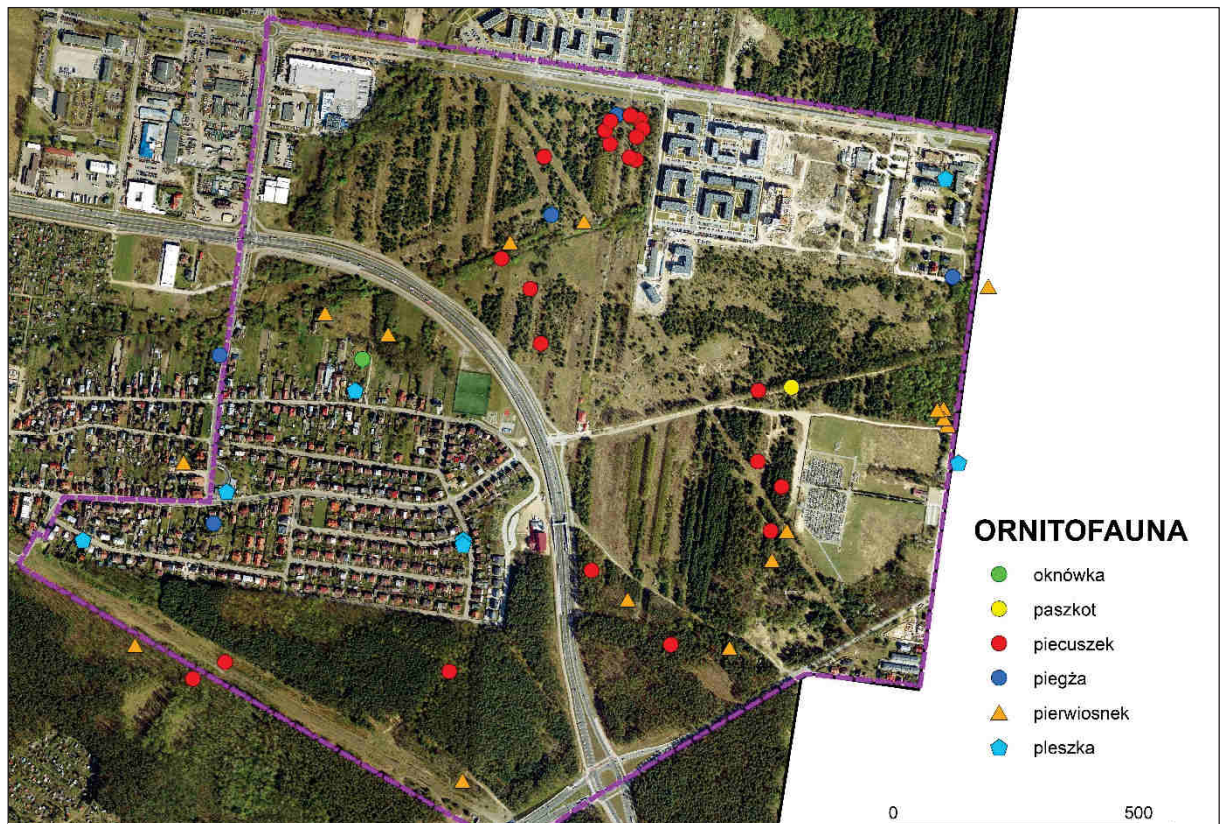 ORNITOFAUNA
oknówka
paszkot
piecuszek
piegża
pierwiosnek
pleszka
0 500